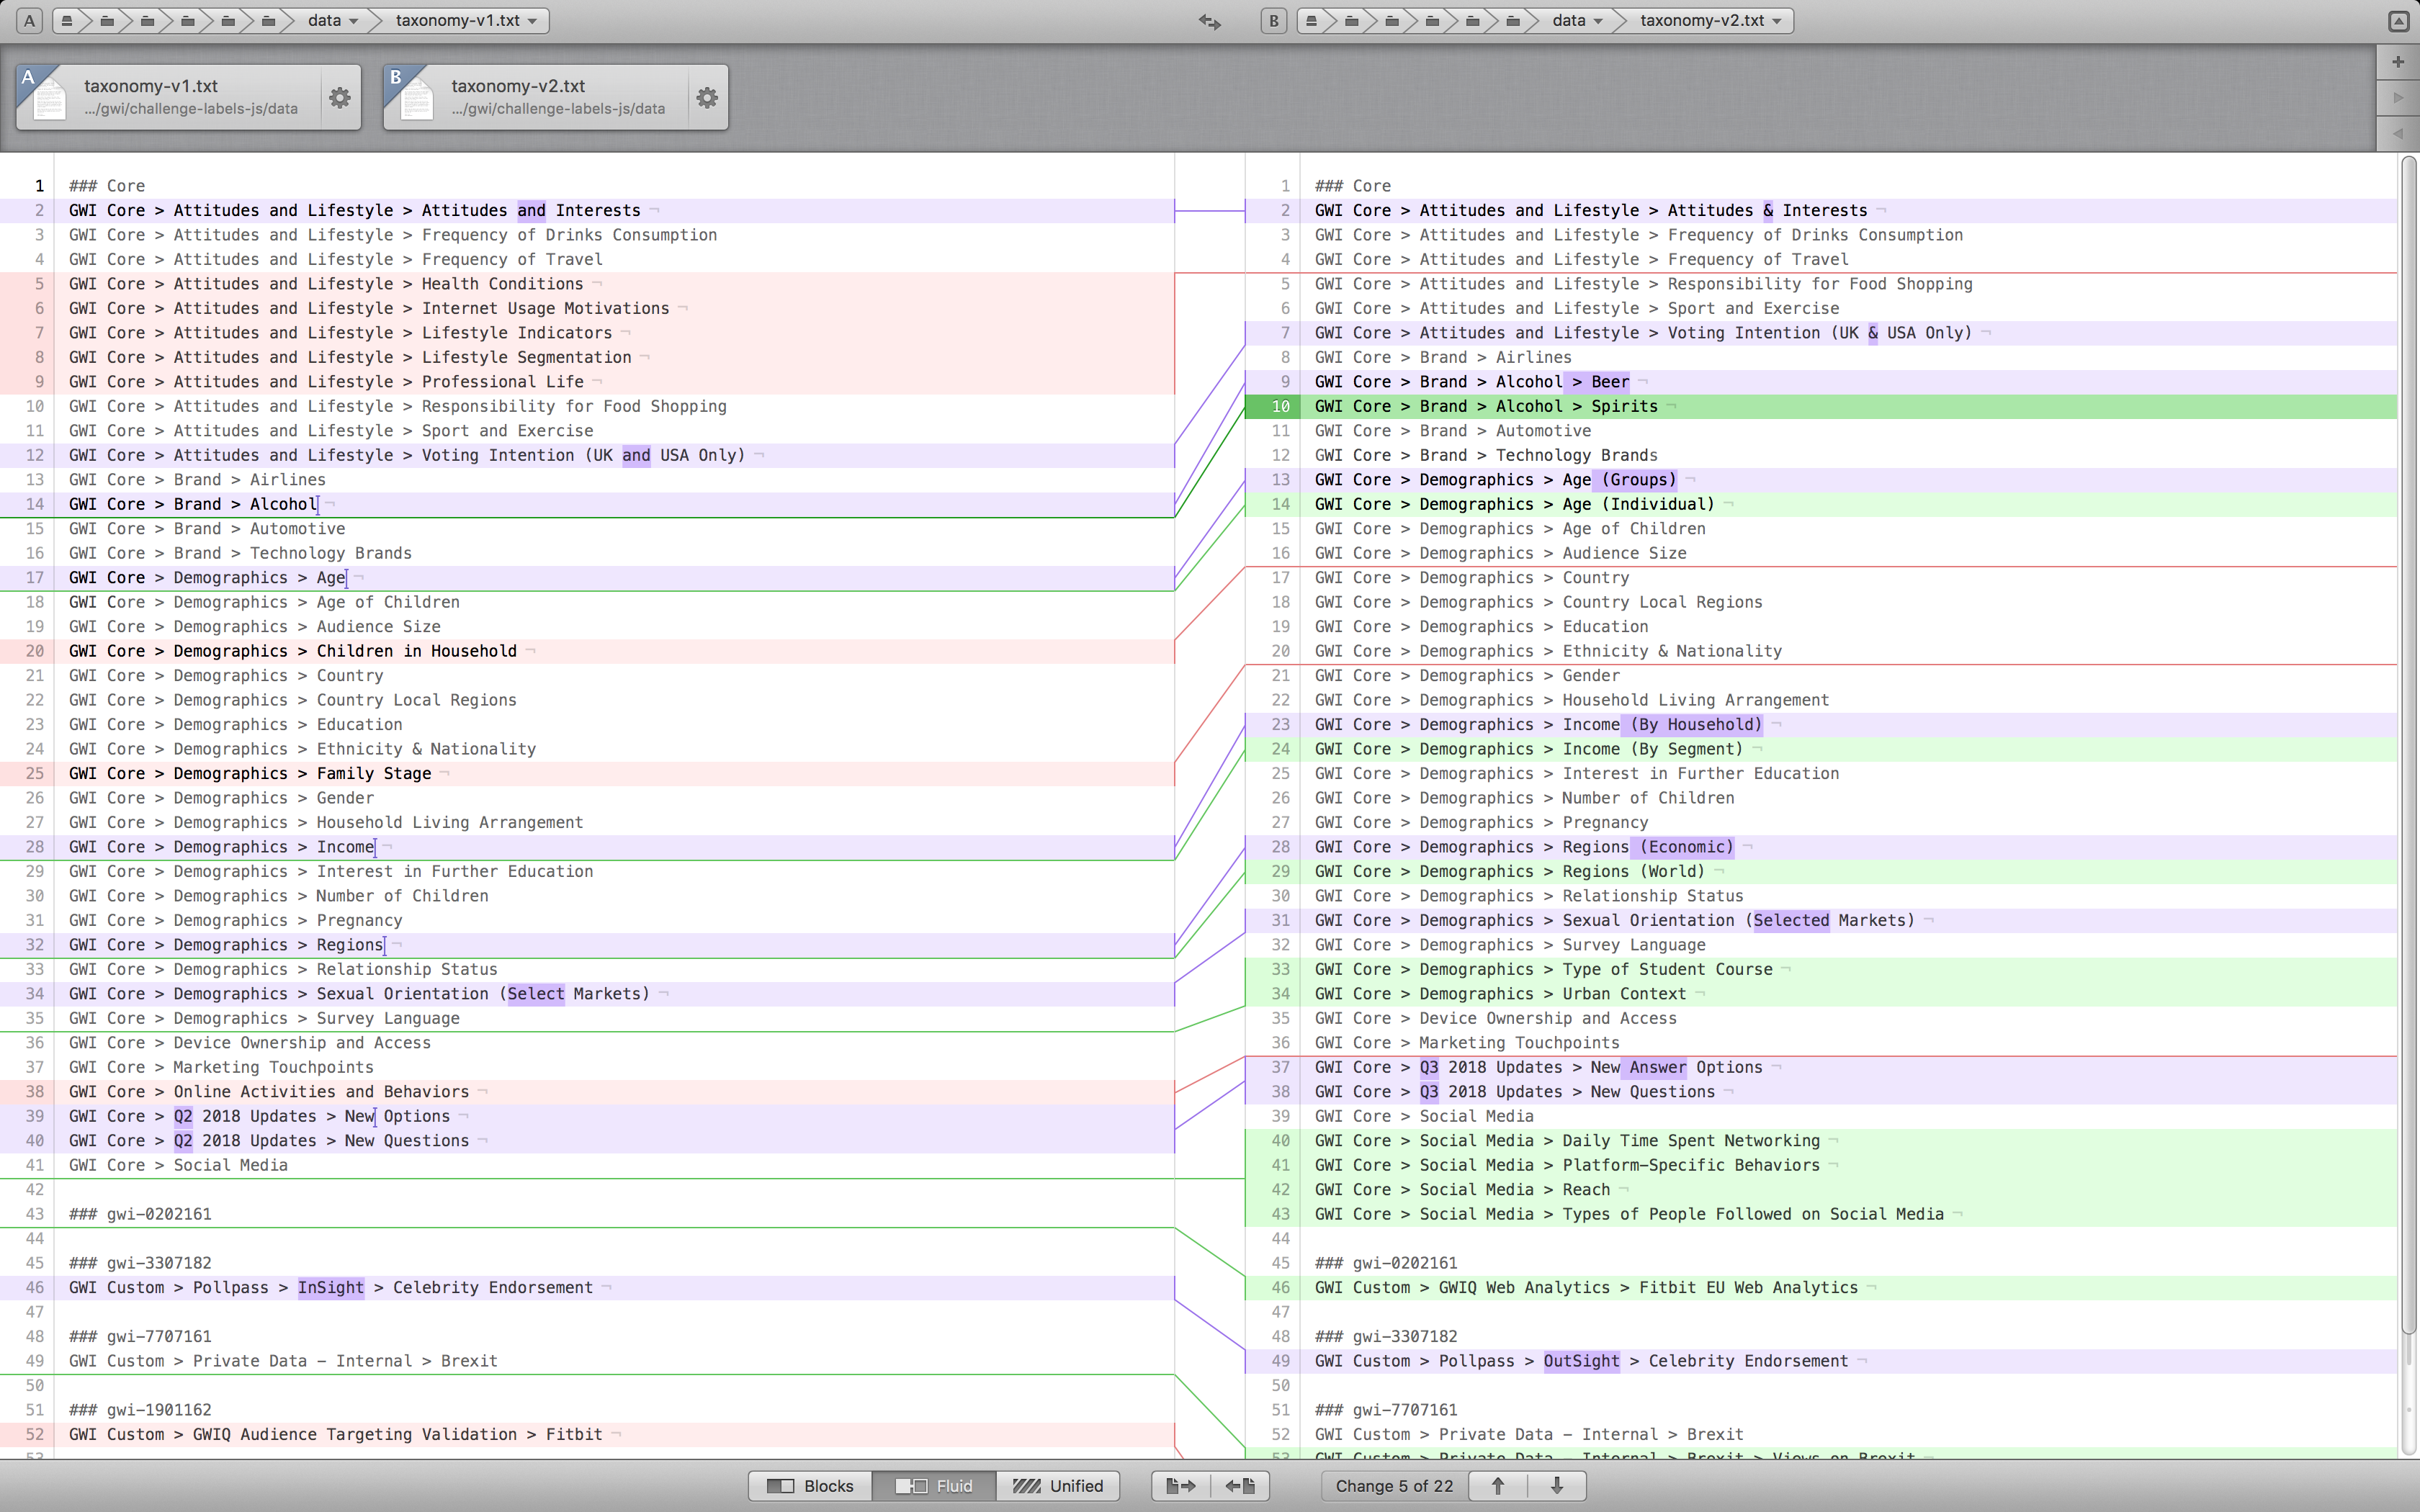 A data taxonomy-v1.txt B data taxonomy-v2.txt
A taxonomy-v1.txt
.../gwi/challenge-labels-js/data
B taxonomy-v2.txt
.../gwi/challenge-labels-js/data
1 ### Core
2 GWI Core > Attitudes and Lifestyle > Attitudes and Interests ¬
3 GWI Core > Attitudes and Lifestyle > Frequency of Drinks Consumption
4 GWI Core > Attitudes and Lifestyle > Frequency of Travel
5 GWI Core > Attitudes and Lifestyle > Health Conditions ¬
6 GWI Core > Attitudes and Lifestyle > Internet Usage Motivations ¬
7 GWI Core > Attitudes and Lifestyle > Lifestyle Indicators ¬
8 GWI Core > Attitudes and Lifestyle > Lifestyle Segmentation ¬
9 GWI Core > Attitudes and Lifestyle > Professional Life ¬
10 GWI Core > Attitudes and Lifestyle > Responsibility for Food Shopping
11 GWI Core > Attitudes and Lifestyle > Sport and Exercise
12 GWI Core > Attitudes and Lifestyle > Voting Intention (UK and USA Only) ¬
13 GWI Core > Brand > Airlines
14 GWI Core > Brand > Alcohol ¬
15 GWI Core > Brand > Automotive
16 GWI Core > Brand > Technology Brands
17 GWI Core > Demographics > Age ¬
18 GWI Core > Demographics > Age of Children
19 GWI Core > Demographics > Audience Size
20 GWI Core > Demographics > Children in Household ¬
21 GWI Core > Demographics > Country
22 GWI Core > Demographics > Country Local Regions
23 GWI Core > Demographics > Education
24 GWI Core > Demographics > Ethnicity & Nationality
25 GWI Core > Demographics > Family Stage ¬
26 GWI Core > Demographics > Gender
27 GWI Core > Demographics > Household Living Arrangement
28 GWI Core > Demographics > Income ¬
29 GWI Core > Demographics > Interest in Further Education
30 GWI Core > Demographics > Number of Children
31 GWI Core > Demographics > Pregnancy
32 GWI Core > Demographics > Regions ¬
33 GWI Core > Demographics > Relationship Status
34 GWI Core > Demographics > Sexual Orientation (Select Markets) ¬
35 GWI Core > Demographics > Survey Language
36 GWI Core > Device Ownership and Access
37 GWI Core > Marketing Touchpoints
38 GWI Core > Online Activities and Behaviors ¬
39 GWI Core > Q2 2018 Updates > New Options ¬
40 GWI Core > Q2 2018 Updates > New Questions ¬
41 GWI Core > Social Media
42
43 ### gwi-0202161
44
45 ### gwi-3307182
46 GWI Custom > Pollpass > InSight > Celebrity Endorsement ¬
47
48 ### gwi-7707161
49 GWI Custom > Private Data - Internal > Brexit
50
51 ### gwi-1901162
52 GWI Custom > GWIQ Audience Targeting Validation > Fitbit ¬
53
1 ### Core
2 GWI Core > Attitudes and Lifestyle > Attitudes & Interests ¬
3 GWI Core > Attitudes and Lifestyle > Frequency of Drinks Consumption
4 GWI Core > Attitudes and Lifestyle > Frequency of Travel
5 GWI Core > Attitudes and Lifestyle > Responsibility for Food Shopping
6 GWI Core > Attitudes and Lifestyle > Sport and Exercise
7 GWI Core > Attitudes and Lifestyle > Voting Intention (UK & USA Only) ¬
8 GWI Core > Brand > Airlines
9 GWI Core > Brand > Alcohol > Beer ¬
10 GWI Core > Brand > Alcohol > Spirits ¬
11 GWI Core > Brand > Automotive
12 GWI Core > Brand > Technology Brands
13 GWI Core > Demographics > Age (Groups) ¬
14 GWI Core > Demographics > Age (Individual) ¬
15 GWI Core > Demographics > Age of Children
16 GWI Core > Demographics > Audience Size
17 GWI Core > Demographics > Country
18 GWI Core > Demographics > Country Local Regions
19 GWI Core > Demographics > Education
20 GWI Core > Demographics > Ethnicity & Nationality
21 GWI Core > Demographics > Gender
22 GWI Core > Demographics > Household Living Arrangement
23 GWI Core > Demographics > Income (By Household) ¬
24 GWI Core > Demographics > Income (By Segment) ¬
25 GWI Core > Demographics > Interest in Further Education
26 GWI Core > Demographics > Number of Children
27 GWI Core > Demographics > Pregnancy
28 GWI Core > Demographics > Regions (Economic) ¬
29 GWI Core > Demographics > Regions (World) ¬
30 GWI Core > Demographics > Relationship Status
31 GWI Core > Demographics > Sexual Orientation (Selected Markets) ¬
32 GWI Core > Demographics > Survey Language
33 GWI Core > Demographics > Type of Student Course ¬
34 GWI Core > Demographics > Urban Context ¬
35 GWI Core > Device Ownership and Access
36 GWI Core > Marketing Touchpoints
37 GWI Core > Q3 2018 Updates > New Answer Options ¬
38 GWI Core > Q3 2018 Updates > New Questions ¬
39 GWI Core > Social Media
40 GWI Core > Social Media > Daily Time Spent Networking ¬
41 GWI Core > Social Media > Platform-Specific Behaviors ¬
42 GWI Core > Social Media > Reach ¬
43 GWI Core > Social Media > Types of People Followed on Social Media ¬
44
45 ### gwi-0202161
46 GWI Custom > GWIQ Web Analytics > Fitbit EU Web Analytics ¬
47
48 ### gwi-3307182
49 GWI Custom > Pollpass > OutSight > Celebrity Endorsement ¬
50
51 ### gwi-7707161
52 GWI Custom > Private Data - Internal > Brexit
53 GWI Custom > Private Data - Internal > Brexit > Views on Brexit ¬
Blocks Fluid Unified Change 5 of 22